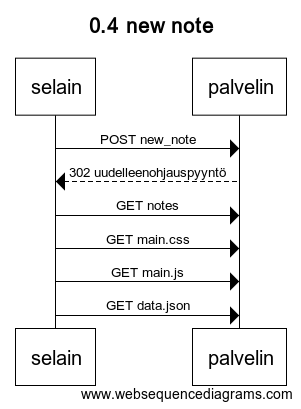 0.4 new note
selain palvelin
POST new_note
302 uudelleenohjauspyyntö
GET notes
GET main.css
GET main.js
GET data.json
selain palvelin
www.websequencediagrams.com